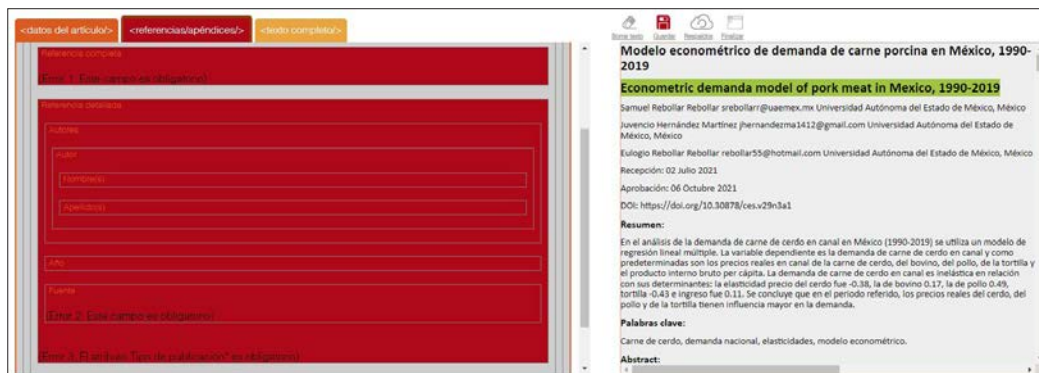 <datos del artículo/> <referencias/apéndices/> <texto completo/>
Referencia completa
(Error 1: Este campo es obligatorio)
Referencia detallada
Autores
Autor
Nombre(s)
Apellido(s)
Año
Fuente
(Error 2: Este campo es obligatorio)
(Error 3: El atributo Tipo de publicación* es obligatorio)
Borrar texto Guardar Respuestos Finalizar
Modelo econométrico de demanda de carne porcina en México, 1990-
2019
Econometric demand model of pork meat in Mexico, 1990-2019
Samuel Rebollar Rebollar srebollarr@uaemex.mx Universidad Autónoma del Estado de México, México
Juvencio Hernández Martínez jhernandezma1412@gmail.com Universidad Autónoma del Estado de
México, México
Eulogio Rebollar Rebollar rebollar55@hotmail.com Universidad Autónoma del Estado de México, México
Recepción: 02 Julio 2021
Aprobación: 06 Octubre 2021
DOI: https://doi.org/10.30878/ces.v29n3a1
Resumen:
En el análisis de la demanda de carne de cerdo en canal en México (1990-2019) se utiliza un modelo de
regresión lineal múltiple. La variable dependiente es la demanda de carne de cerdo en canal y como
predeterminadas son los precios reales en canal de la carne de cerdo, del bovino, del pollo, de la tortilla y
el producto interno bruto per cápita. La demanda de carne de cerdo en canal es inelástica en relación
con sus determinantes: la elasticidad precio del cerdo fue -0.38, la de bovino 0.17, la de pollo 0.49,
tortilla -0.43 e ingreso fue 0.11. Se concluye que en el periodo referido, los precios reales del cerdo, del
pollo y de la tortilla tienen influencia mayor en la demanda.
Palabras clave:
Carne de cerdo, demanda nacional, elasticidades, modelo econométrico.
Abstract: